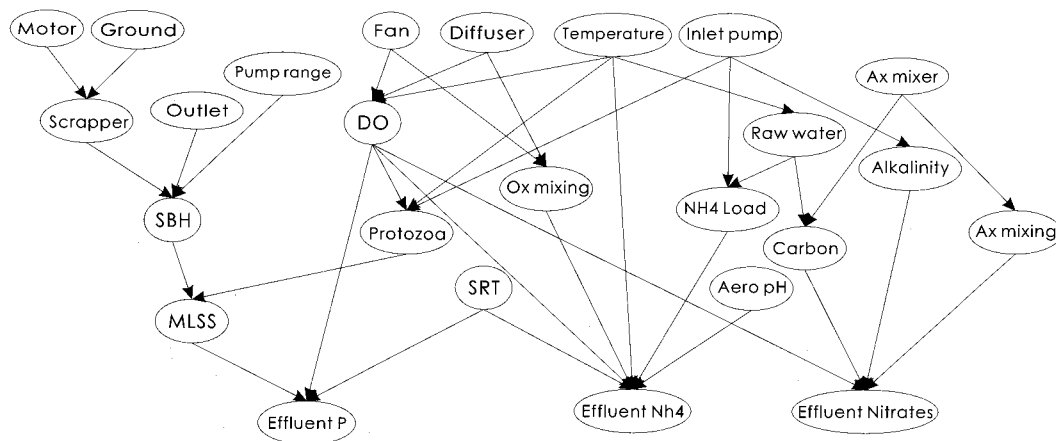 Motor
Ground
Fan
Diffuser
Temperature
Inlet pump
Pump range
Ax mixer
Outlet
Scrapper
DO
Raw water
Alkalinity
Ox mixing
NH4 Load
SBH
Protozoa
Carbon
Ax mixing
SRT
Aero pH
MLSS
Effluent P
Effluent Nh4
Effluent Nitrates